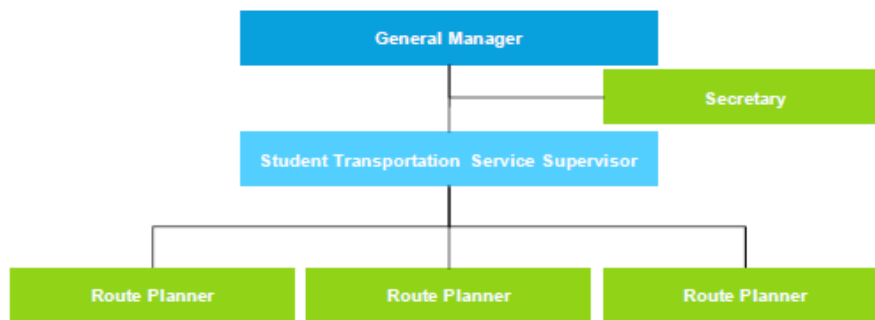 General Manager
Secretary
Student Transportation Service Supervisor
Route Planner
Route Planner
Route Planner